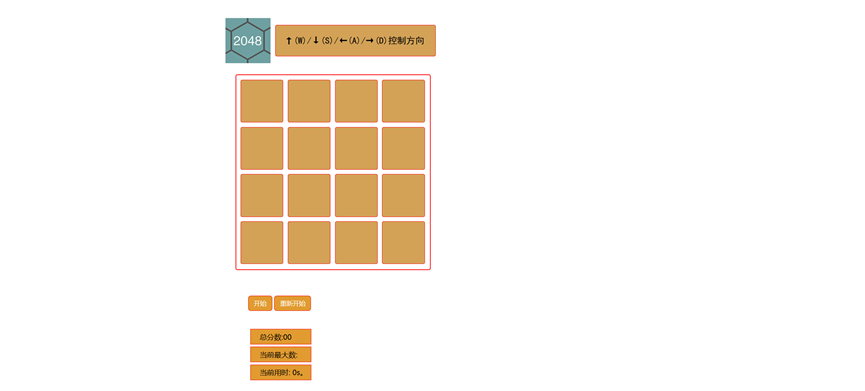 2048
↑(W)/↓(S)/←(A)/→(D)控制方向
开始 重新开始
总分数:00
当前最大数:
当前用时: 0s。